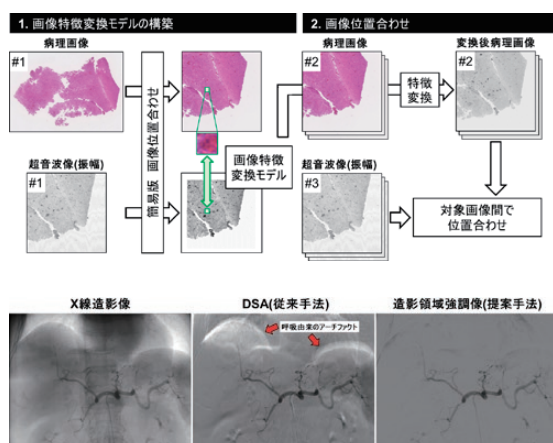 1. 画像特徴変換モデルの構築
2. 画像位置合わせ
病理画像
#1
超音波像(振幅)
#1
簡易版 画像位置合わせ
画像特徴
変換モデル
病理画像
#2
特徴
変換
変換後病理画像
#2
超音波像(振幅)
#3
対象画像間で
位置合わせ
X線造影像
DSA(従来手法)
造影領域強調像(提案手法)
呼吸由来のアーチファクト